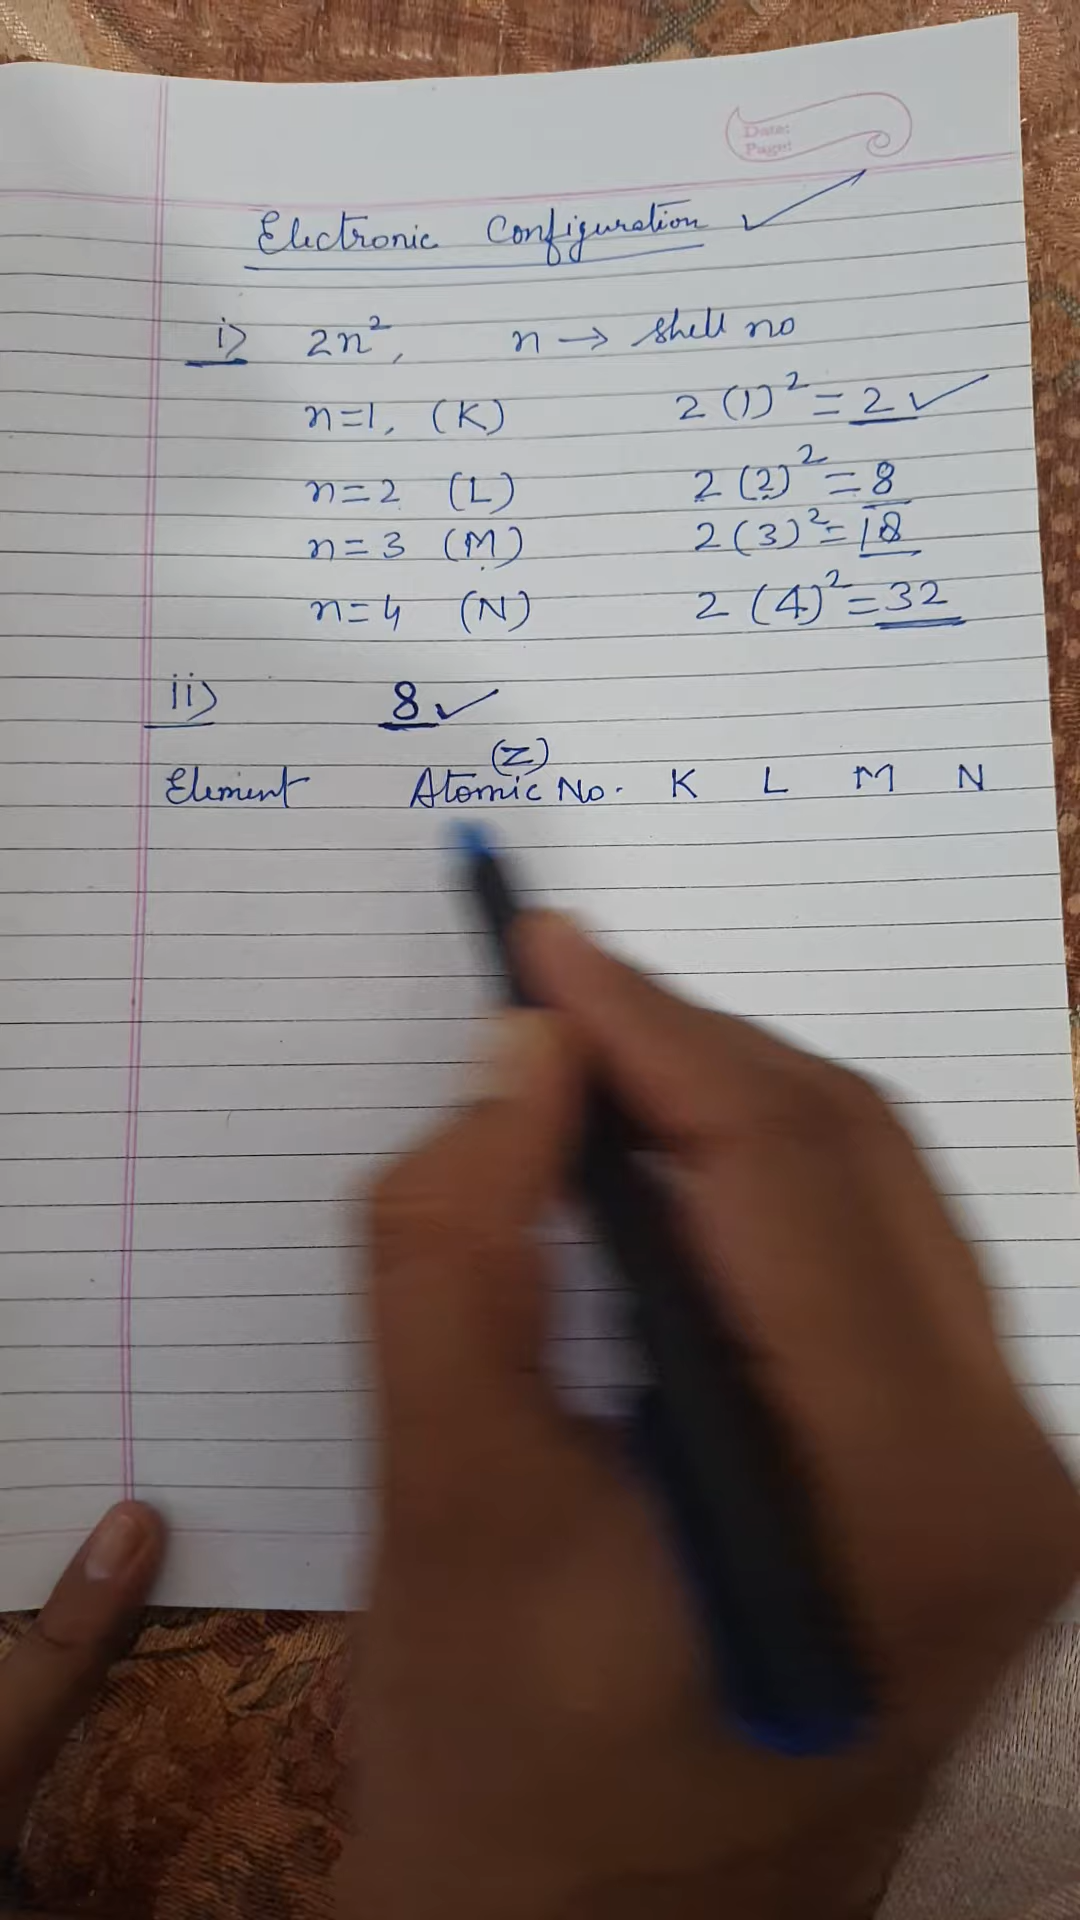 Date:
Page:
Electronic Configuration ✓
i) 2n², n → shell no
n=1, (K) 2(1)² = 2 ✓
n=2 (L) 2(2)² = 8
n=3 (M) 2(3)² = 18
n=4 (N) 2(4)² = 32
ii) 8 ✓
(Z)
Element Atomic No. K L M N